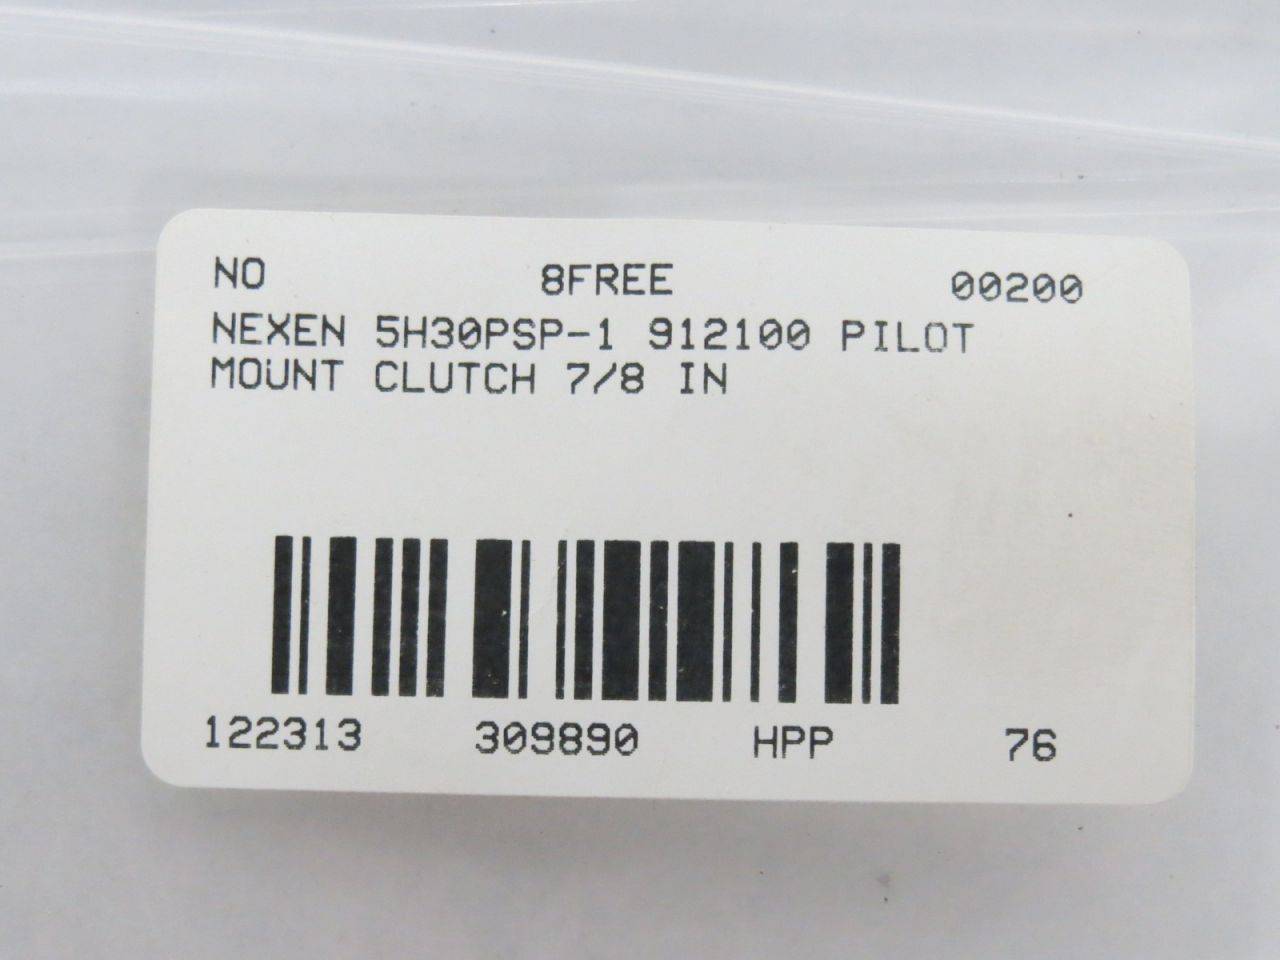 NO 8FREE 00200
NEXEN 5H30PSP-1 912100 PILOT
MOUNT CLUTCH 7/8 IN
122313 309890 HPP 76